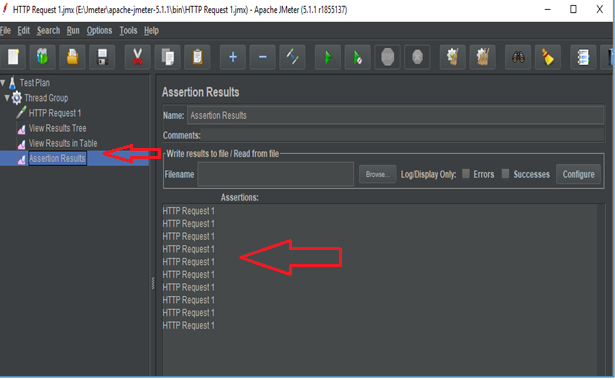 HTTP Request 1.jmx (E:\Jmeter\apache-jmeter-5.1.1\bin\HTTP Request 1.jmx) - Apache JMeter (5.1.1 r1855137)
File Edit Search Run Options Tools Help
Test Plan
Thread Group
HTTP Request 1
View Results Tree
View Results in Table
Assertion Results
Assertion Results
Name: Assertion Results
Comments:
Write results to file / Read from file
Filename Browse... Log/Display Only: Errors Successes Configure
Assertions:
HTTP Request 1
HTTP Request 1
HTTP Request 1
HTTP Request 1
HTTP Request 1
HTTP Request 1
HTTP Request 1
HTTP Request 1
HTTP Request 1
HTTP Request 1